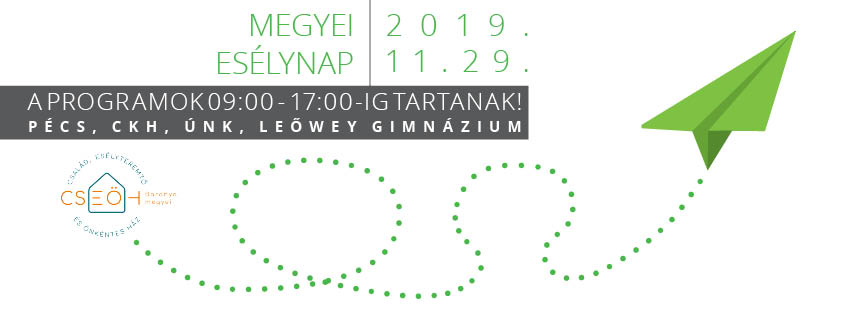 MEGYEI
ESÉLYNAP
2019.
11.29.
A PROGRAMOK 09:00 - 17:00 -IG TARTANAK!
PÉCS, CKH, ÚNK, LEŐWEY GIMNÁZIUM
CSALÁD, ESÉLYTEREMTŐ
CSEÖH
Baranya
megyei
ÉS ÖNKÉNTES HÁZ